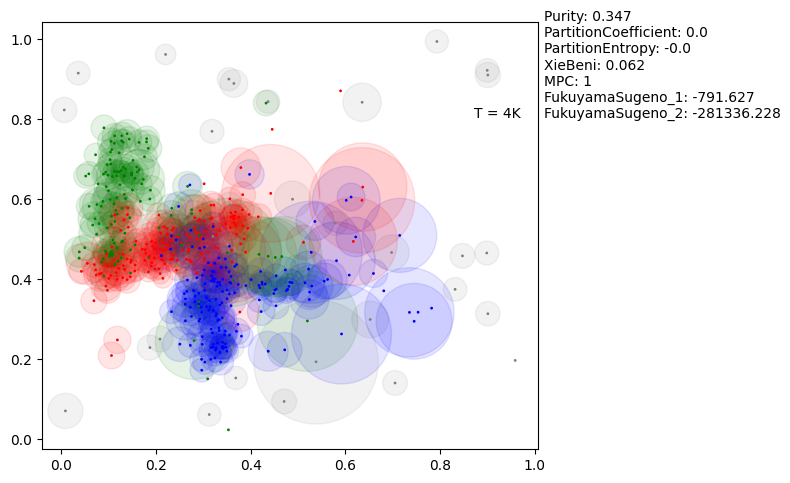 Purity: 0.347
PartitionCoefficient: 0.0
PartitionEntropy: -0.0
XieBeni: 0.062
MPC: 1
FukuyamaSugeno_1: -791.627
FukuyamaSugeno_2: -281336.228
T = 4K
1.0
0.8
0.6
0.4
0.2
0.0
0.0 0.2 0.4 0.6 0.8 1.0